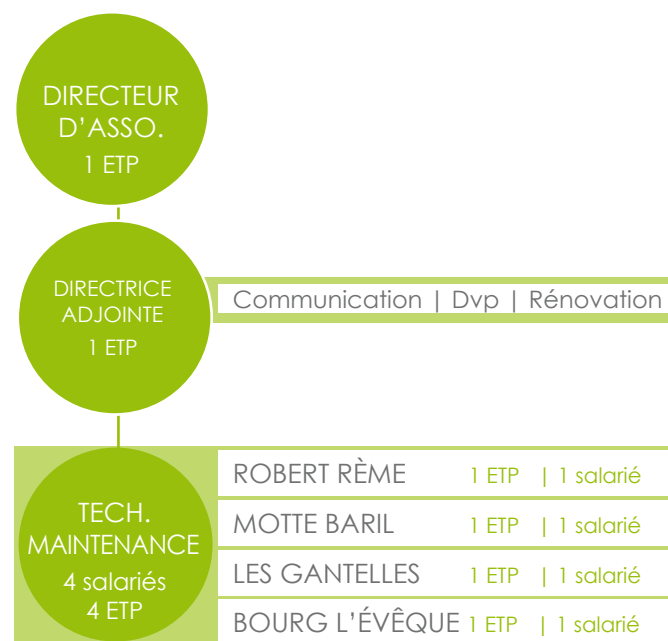 DIRECTEUR
D'ASSO.
1 ETP
DIRECTRICE
ADJOINTE
1 ETP
Communication | Dvp | Rénovation
TECH.
MAINTENANCE
4 salariés
4 ETP
ROBERT RÈME 1 ETP | 1 salarié
MOTTE BARIL 1 ETP | 1 salarié
LES GANTELLES 1 ETP | 1 salarié
BOURG L'ÉVÊQUE 1 ETP | 1 salarié